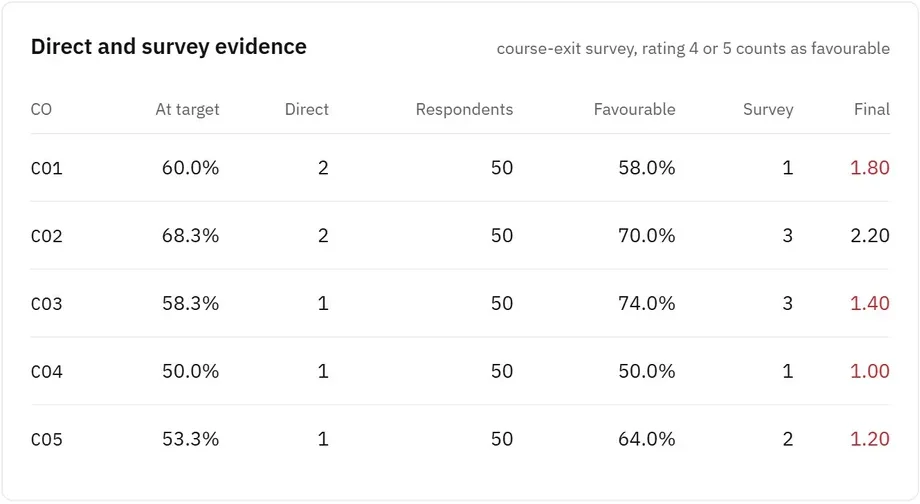 Direct and survey evidence course-exit survey, rating 4 or 5 counts as favourable
CO At target Direct Respondents Favourable Survey Final
CO1 60.0% 2 50 58.0% 1 1.80
CO2 68.3% 2 50 70.0% 3 2.20
CO3 58.3% 1 50 74.0% 3 1.40
CO4 50.0% 1 50 50.0% 1 1.00
CO5 53.3% 1 50 64.0% 2 1.20